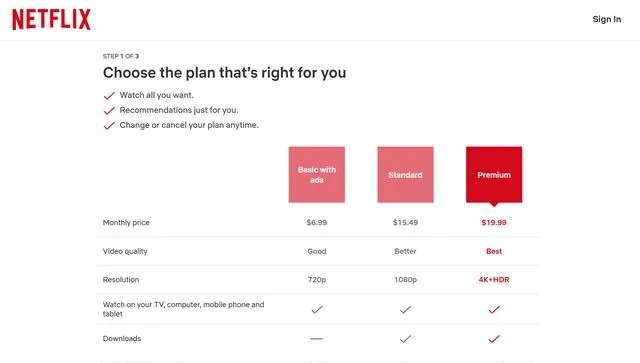 NETFLIX
Sign In
STEP 1 OF 3
Choose the plan that's right for you
Watch all you want.
Recommendations just for you.
Change or cancel your plan anytime.
Basic with
ads
Standard
Premium
Monthly price $6.99 $15.49 $19.99
Video quality Good Better Best
Resolution 720p 1080p 4K+HDR
Watch on your TV, computer, mobile phone and
tablet
Downloads